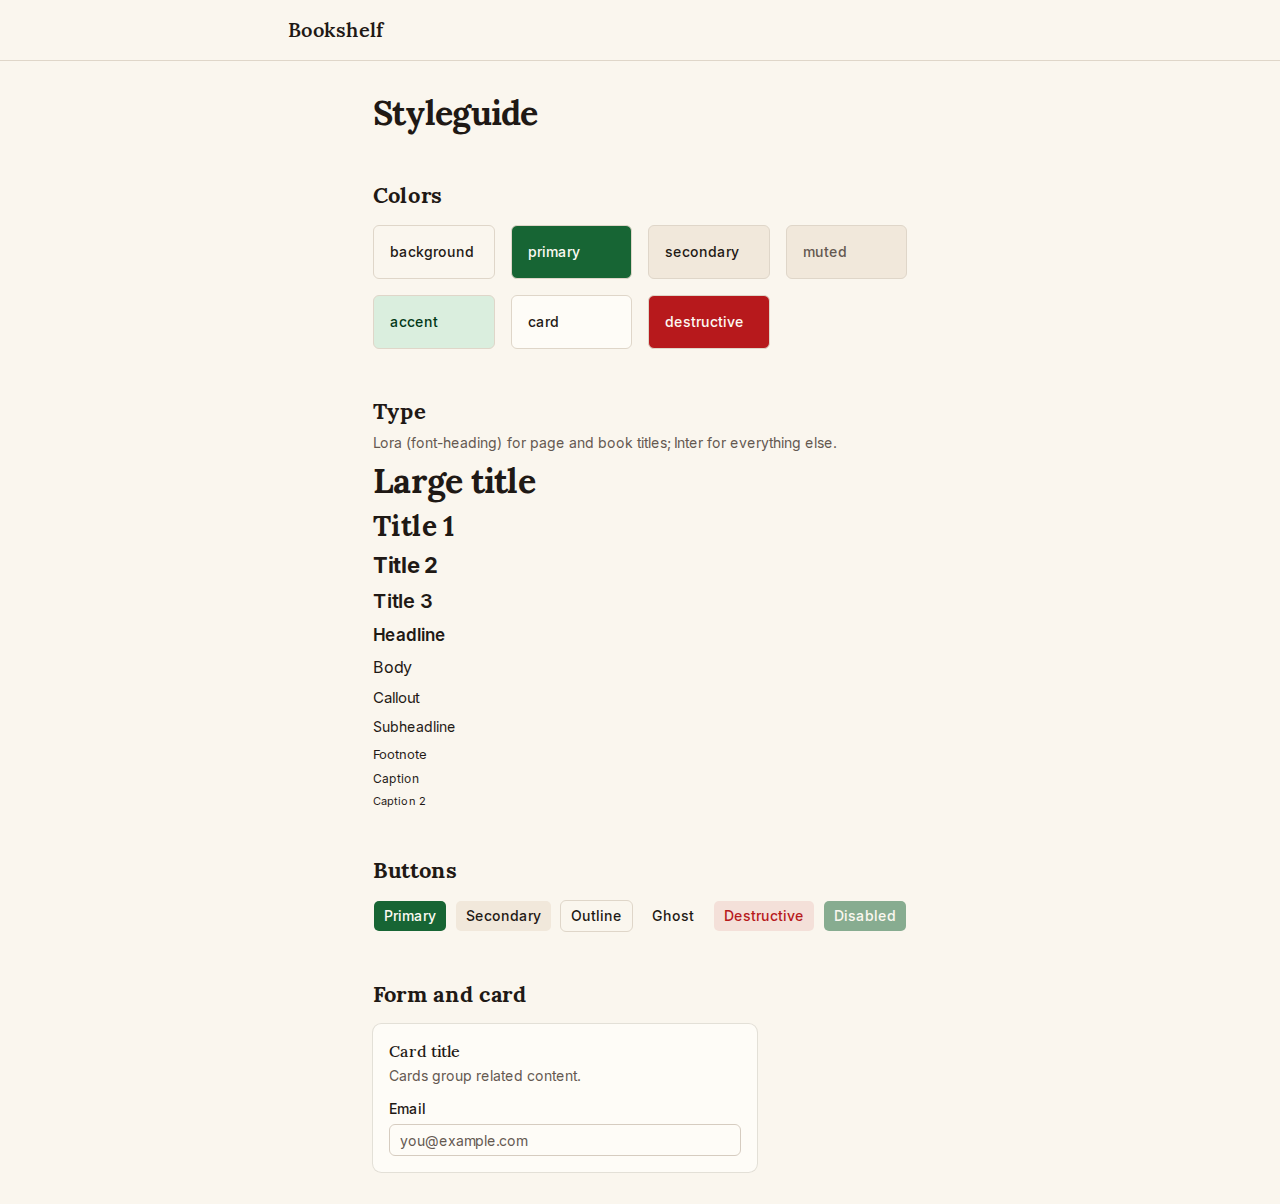 Bookshelf
Styleguide
Colors
background primary secondary muted
accent card destructive
Type
Lora (font-heading) for page and book titles; Inter for everything else.
Large title
Title 1
Title 2
Title 3
Headline
Body
Callout
Subheadline
Footnote
Caption
Caption 2
Buttons
Primary Secondary Outline Ghost Destructive Disabled
Form and card
Card title
Cards group related content.
Email
you@example.com